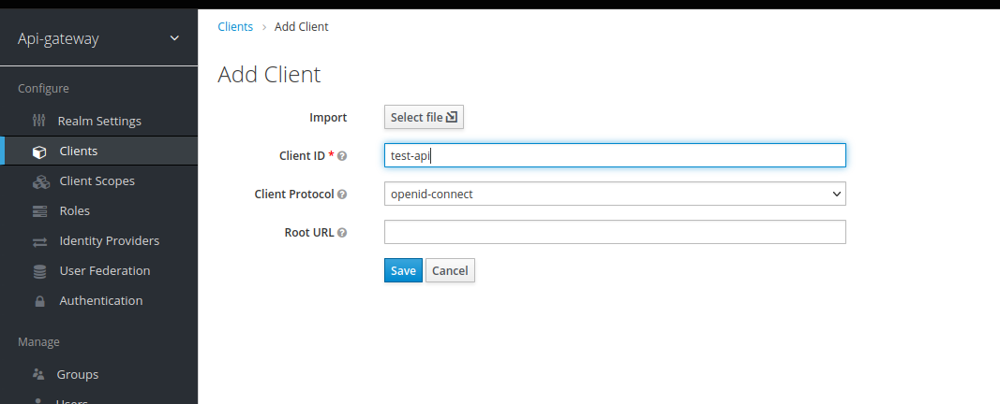 Api-gateway
Configure
Realm Settings
Clients
Client Scopes
Roles
Identity Providers
User Federation
Authentication
Manage
Groups
Users
Clients > Add Client
Add Client
Import Select file
Client ID * test-api
Client Protocol openid-connect
Root URL
Save Cancel